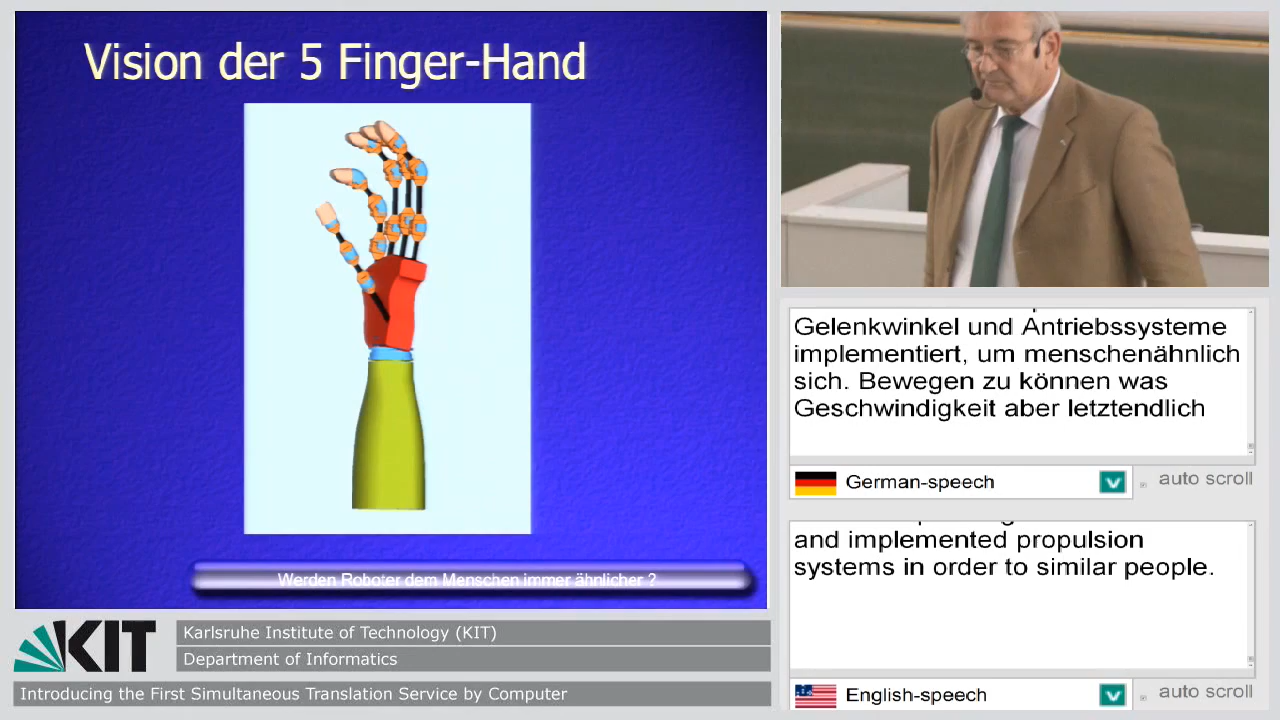 Vision der 5 Finger-Hand
Werden Roboter dem Menschen immer ähnlicher ?
Gelenkwinkel und Antriebssysteme
implementiert, um menschenähnlich
sich. Bewegen zu können was
Geschwindigkeit aber letztendlich
German-speech
auto scroll
and implemented propulsion
systems in order to similar people.
English-speech
auto scroll
KIT
Karlsruhe Institute of Technology (KIT)
Department of Informatics
Introducing the First Simultaneous Translation Service by Computer